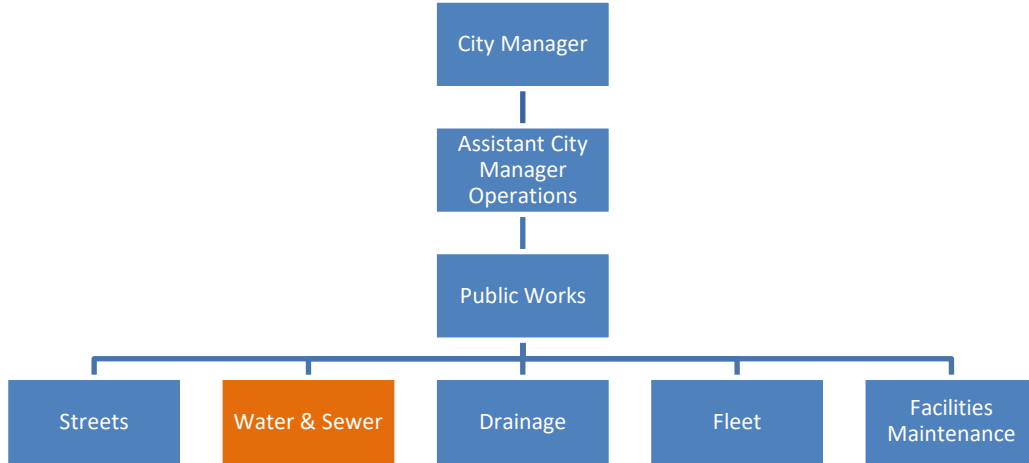 City Manager
Assistant City
Manager
Operations
Public Works
Streets
Water & Sewer
Drainage
Fleet
Facilities
Maintenance